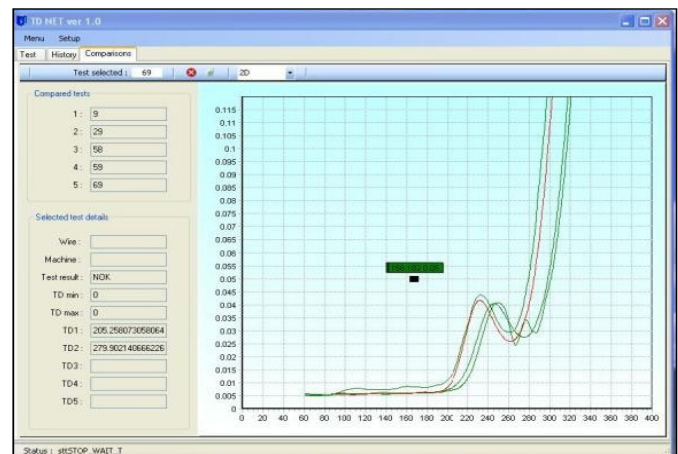 TD NET ver 1.0
Menu Setup
Test History Comparisons
Test selected : 69 2D
Compared tests
1 : 9
2 : 29
3 : 58
4 : 59
5 : 69
Selected test details
Wire :
Machine :
Test result : NOK
TD min : 0
TD max : 0
TD1 : 205.258073058064
TD2 : 279.902140666226
TD3 :
TD4 :
TD5 :
0.115
0.11
0.105
0.1
0.095
0.09
0.085
0.08
0.075
0.07
0.065
0.06
0.055
0.05
0.045
0.04
0.035
0.03
0.025
0.02
0.015
0.01
0.005
0
0 20 40 60 80 100 120 140 160 180 200 220 240 260 280 300 320 340 360 380 400
Status : sttSTOP_WAIT_T